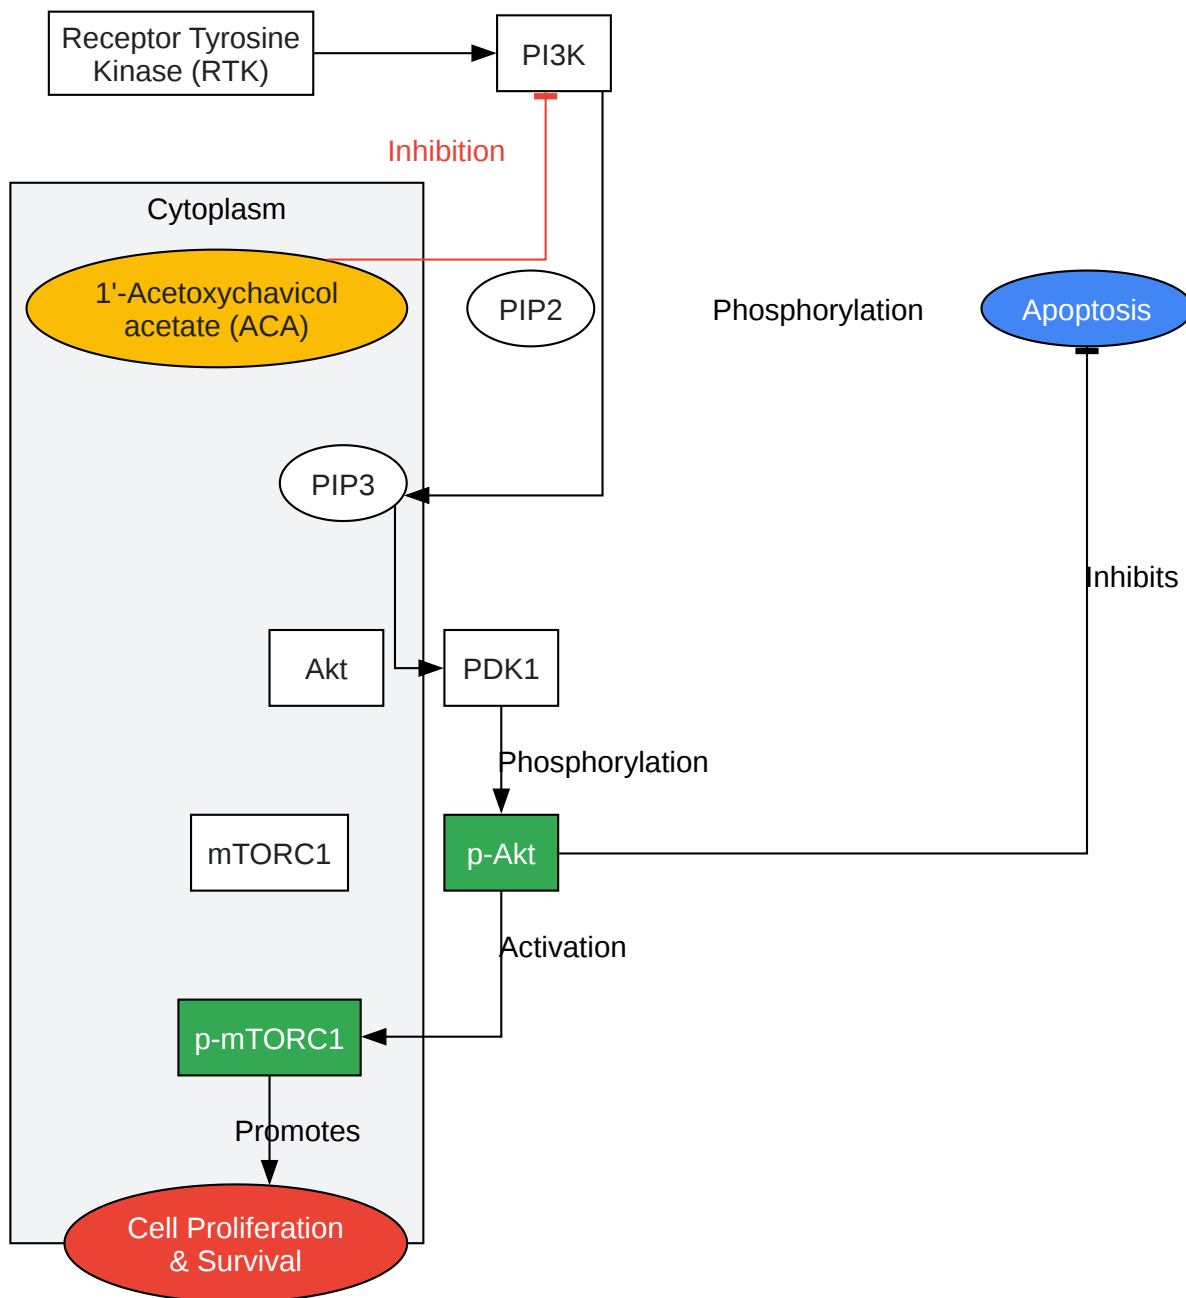 Receptor Tyrosine
Kinase (RTK)
PI3K
Inhibition
Cytoplasm
1'-Acetoxychavicol
acetate (ACA)
PIP2
Phosphorylation
Apoptosis
PIP3
Inhibits
Akt
PDK1
Phosphorylation
mTORC1
p-Akt
Activation
p-mTORC1
Promotes
Cell Proliferation
& Survival